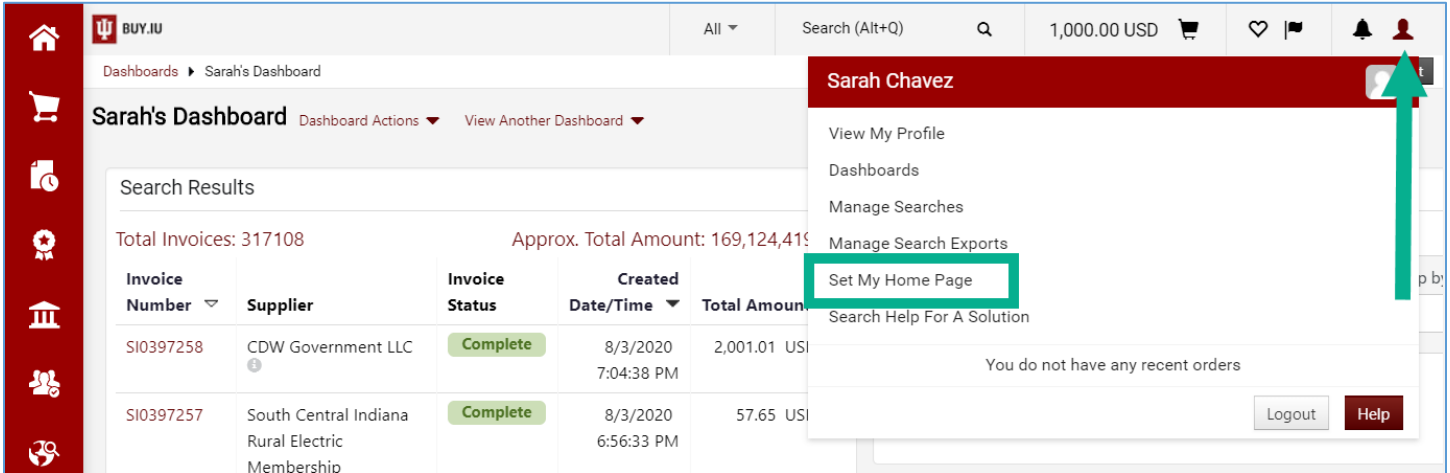 BUY.IU
All
Search (Alt+Q)
1,000.00 USD
Dashboards
Sarah's Dashboard
Sarah's Dashboard
Dashboard Actions
View Another Dashboard
Search Results
Total Invoices: 317108
Approx. Total Amount: 169,124,419
Invoice
Number
Supplier
Invoice
Status
Created
Date/Time
Total Amoun
SI0397258
CDW Government LLC
Complete
8/3/2020
7:04:38 PM
2,001.01 USD
SI0397257
South Central Indiana
Rural Electric
Membership
Complete
8/3/2020
6:56:33 PM
57.65 USD
Sarah Chavez
View My Profile
Dashboards
Manage Searches
Manage Search Exports
Set My Home Page
Search Help For A Solution
You do not have any recent orders
Logout
Help